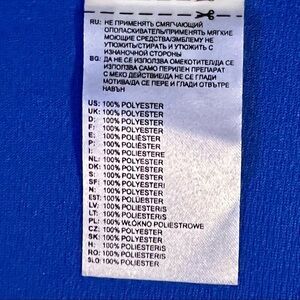 RU: НЕ ПРИМЕНЯТЬ СМЯГЧАЮЩИЙ
ОПОЛАСКИВАТЕЛЬ/ПРИМЕНЯТЬ МЯГКИЕ
МОЮЩИЕ СРЕДСТВА/ЭМБЛЕМУ НЕ
УТЮЖИТЬ/СТИРАТЬ И УТЮЖИТЬ С
ИЗНАНОЧНОЙ СТОРОНЫ
BG: ДА НЕ СЕ ИЗПОЛЗВА ОМЕКОТИТЕЛ/ДА СЕ
ИЗПОЛЗВА САМО ПЕРИЛЕН ПРЕПАРАТ
С МЕКО ДЕЙСТВИЕ/ДА НЕ СЕ ГЛАДИ
МОТИВА/ДА СЕ ПЕРЕ И ГЛАДИ ОТВЪТРЕ
НАВЪН
US: 100% POLYESTER
UK: 100% POLYESTER
D: 100% POLYESTER
F: 100% POLYESTER
E: 100% POLIÉSTER
P: 100% POLIÉSTER
I: 100% POLIESTERE
NL: 100% POLYESTER
DK: 100% POLYESTER
S: 100% POLYESTER
SF: 100% POLYESTERI
N: 100% POLYESTER
EST: 100% POLÜESTER
LV: 100% POLIESTERIS
LT: 100% POLIESTERIS
PL: 100% WŁÓKNO POLIESTROWE
CZ: 100% POLYESTER
SK: 100% POLYESTER
H: 100% POLIÉSZTER
RO: 100% POLIESTER
SLO: 100% POLIESTER